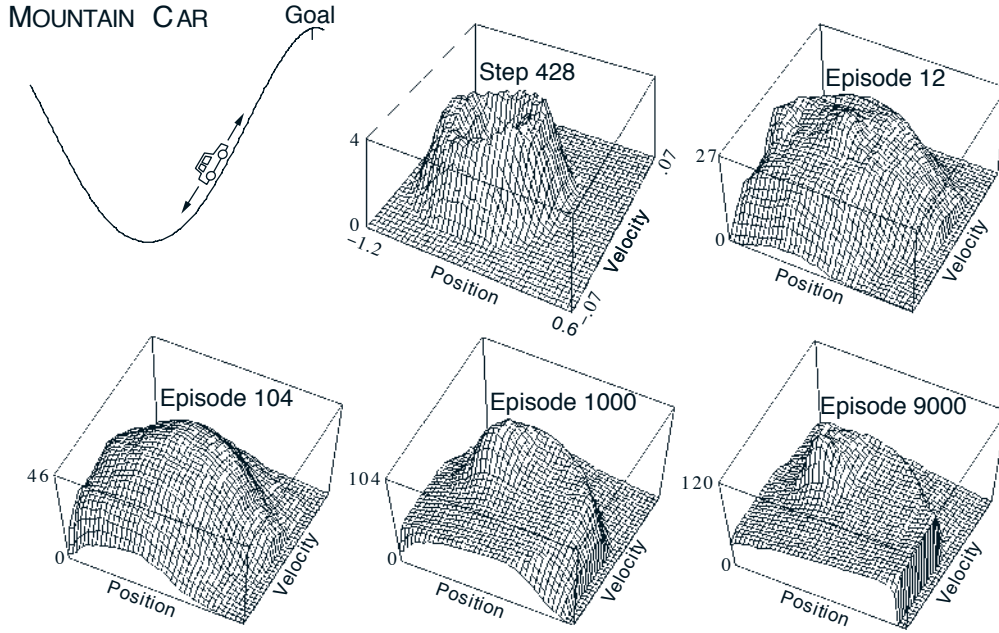 MOUNTAIN CAR
Goal
Step 428
4
0
−1.2
Position
0.6
−.07
Velocity
.07
Episode 12
27
0
Position
Velocity
Episode 104
46
0
Position
Velocity
Episode 1000
104
0
Position
Velocity
Episode 9000
120
0
Position
Velocity